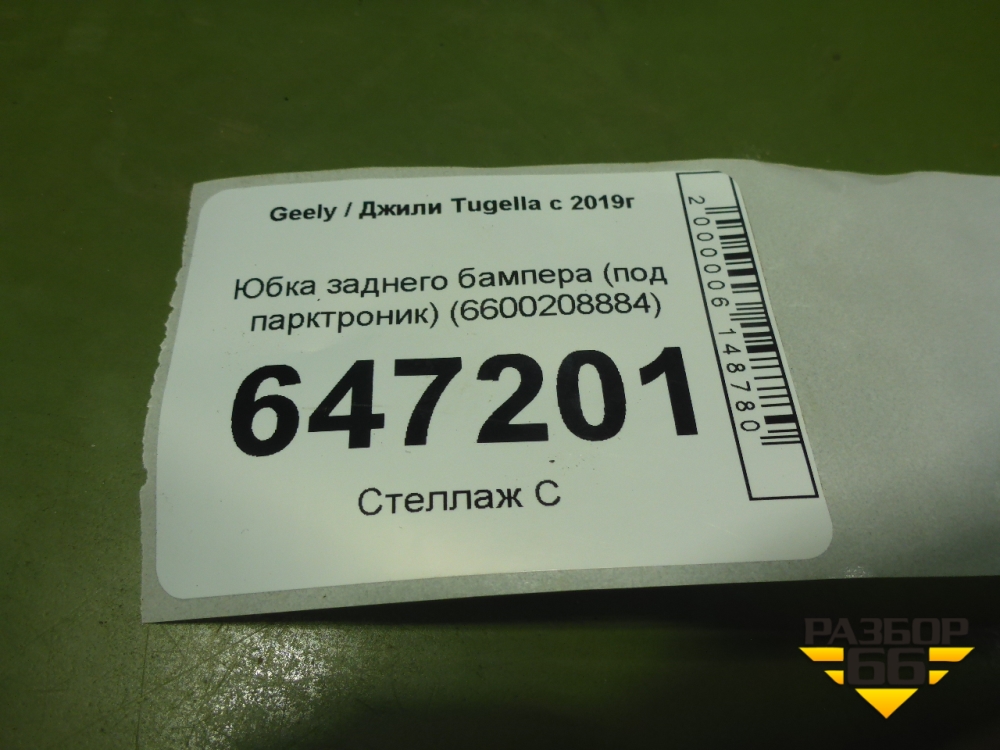 Geely / Джили Tugella с 2019г
Юбка заднего бампера (под
парктроник) (6600208884)
647201
Стеллаж С
2000006148780
РАЗБОР
66